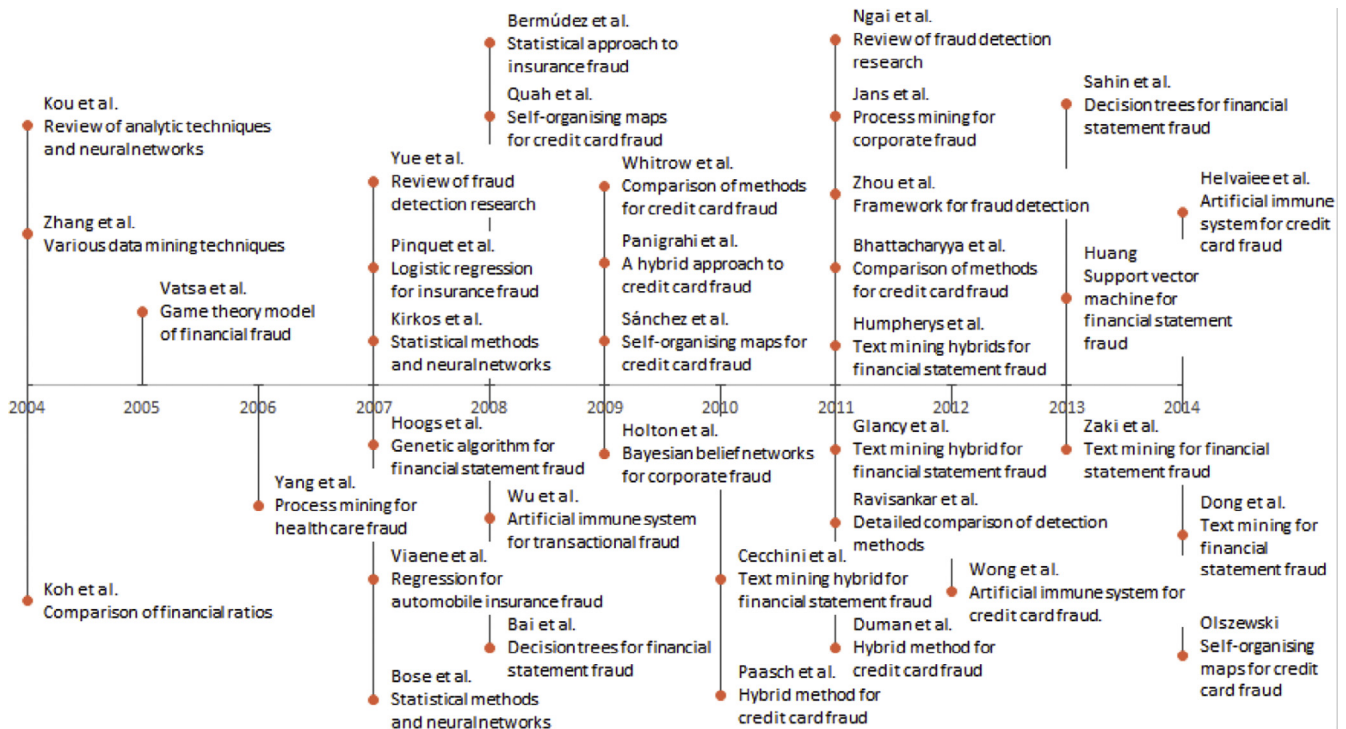 Kou et al.
Review of analytic techniques
and neural networks
Zhang et al.
Various data mining techniques
Vatsa et al.
Game theory model
of financial fraud
Yue et al.
Review of fraud
detection research
Pinquet et al.
Logistic regression
for insurance fraud
Kirkos et al.
Statistical methods
and neural networks
Bermúdez et al.
Statistical approach to
insurance fraud
Quah et al.
Self-organising maps
for credit card fraud
Whitrow et al.
Comparison of methods
for credit card fraud
Panigrahi et al.
A hybrid approach to
credit card fraud
Sánchez et al.
Self-organising maps for
credit card fraud
Ngai et al.
Review of fraud detection
research
Jans et al.
Process mining for
corporate fraud
Zhou et al.
Framework for fraud detection
Bhattacharyya et al.
Comparison of methods
for credit card fraud
Humpherys et al.
Text mining hybrids for
financial statement fraud
Sahin et al.
Decision trees for financial
statement fraud
Huang
Support vector
machine for
financial statement
fraud
Helvaiee et al.
Artificial immune
system for credit
card fraud
2004
2005
2006
2007
2008
2009
2010
2011
2012
2013
2014
Koh et al.
Comparison of financial ratios
Yang et al.
Process mining for
health care fraud
Hoogs et al.
Genetic algorithm for
financial statement fraud
Viaene et al.
Regression for
automobile insurance fraud
Bose et al.
Statistical methods
and neural networks
Wu et al.
Artificial immune system
for transactional fraud
Bai et al.
Decision trees for financial
statement fraud
Holton et al.
Bayesian belief networks
for corporate fraud
Cecchini et al.
Text mining hybrid for
financial statement fraud
Paasch et al.
Hybrid method for
credit card fraud
Glancy et al.
Text mining hybrid for
financial statement fraud
Ravisankar et al.
Detailed comparison of detection
methods
Duman et al.
Hybrid method for
credit card fraud
Wong et al.
Artificial immune system for
credit card fraud.
Zaki et al.
Text mining for financial
statement fraud
Dong et al.
Text mining for
financial
statement fraud
Olszewski
Self-organising
maps for credit
card fraud